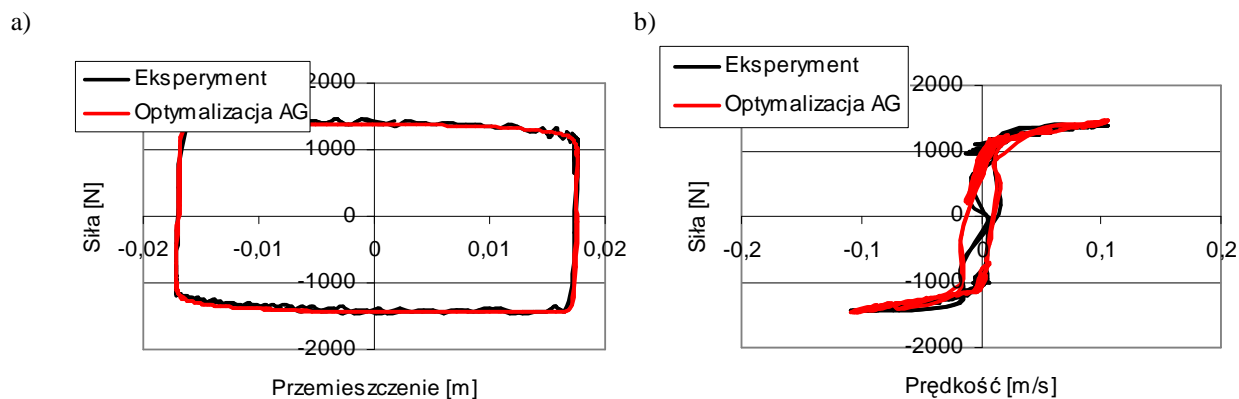 a)
Eksperyment
Optymalizacja AG
2000
1000
0
-1000
-2000
-0,02
-0,01
0
0,01
0,02
Siła [N]
Przemieszczenie [m]
b)
Eksperyment
Optymalizacja AG
2000
1000
0
-1000
-2000
-0,2
-0,1
0
0,1
0,2
Siła [N]
Prędkość [m/s]